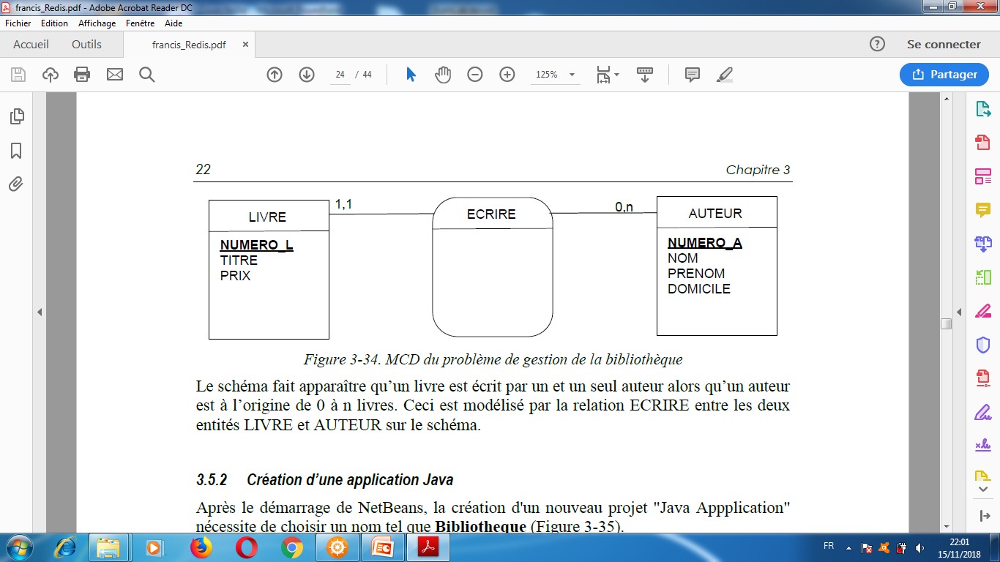 francis_Redis.pdf - Adobe Acrobat Reader DC
Fichier Edition Affichage Fenêtre Aide
Accueil Outils francis_Redis.pdf × ? Se connecter
24 / 44 125% Partager
22 Chapitre 3
LIVRE 1,1 ECRIRE 0,n AUTEUR
NUMERO_L
TITRE
PRIX
NUMERO_A
NOM
PRENOM
DOMICILE
Figure 3-34. MCD du problème de gestion de la bibliothèque
Le schéma fait apparaître qu’un livre est écrit par un et un seul auteur alors qu’un auteur
est à l’origine de 0 à n livres. Ceci est modélisé par la relation ECRIRE entre les deux
entités LIVRE et AUTEUR sur le schéma.
3.5.2 Création d’une application Java
Après le démarrage de NetBeans, la création d'un nouveau projet "Java Appplication"
nécessite de choisir un nom tel que Bibliotheque (Figure 3-35).
FR 22:01
15/11/2018